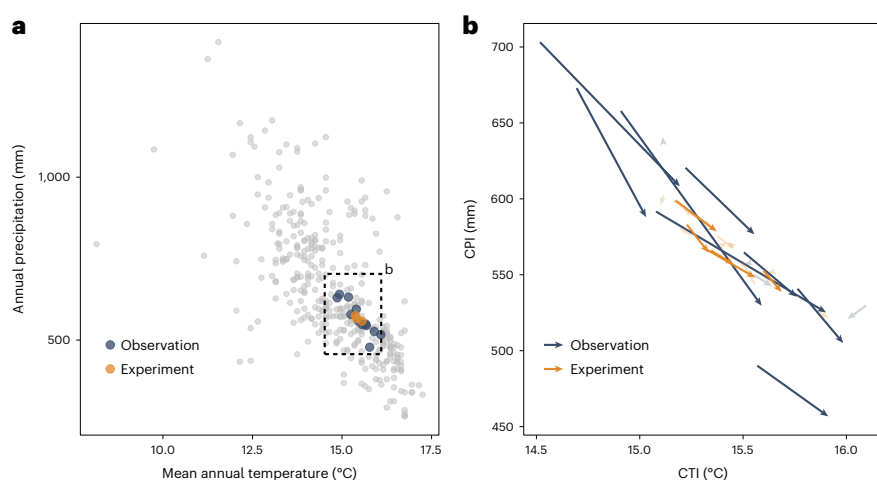 a
Annual precipitation (mm)
1,000
500
b
Observation
Experiment
10.0 12.5 15.0 17.5
Mean annual temperature (°C)
b
CPI (mm)
700
650
600
550
500
450
Observation
Experiment
14.5 15.0 15.5 16.0
CTI (°C)